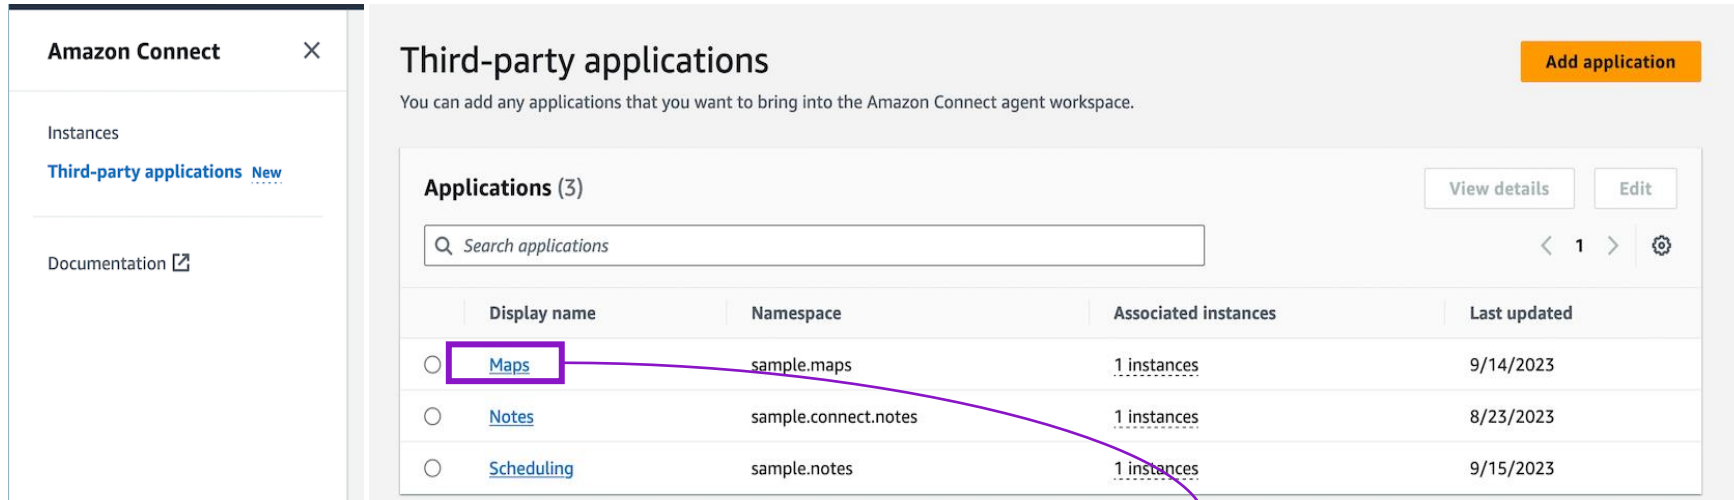 Amazon Connect
Instances
Third-party applications New
Documentation
Third-party applications
Add application
You can add any applications that you want to bring into the Amazon Connect agent workspace.
Applications (3)
View details
Edit
Search applications
1
Display name Namespace Associated instances Last updated
Maps sample.maps 1 instances 9/14/2023
Notes sample.connect.notes 1 instances 8/23/2023
Scheduling sample.notes 1 instances 9/15/2023